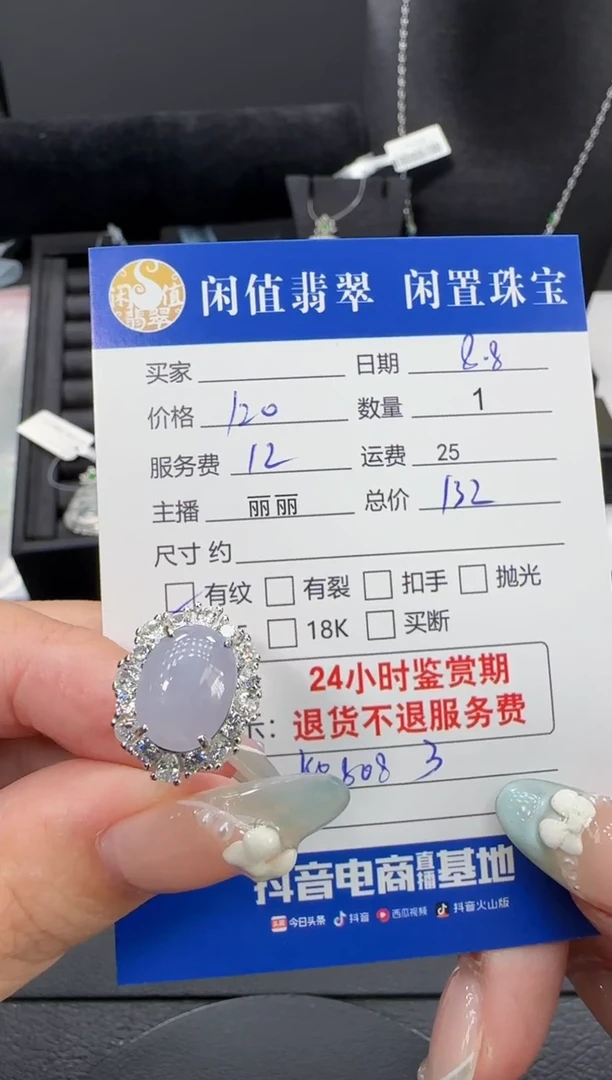 闲值翡翠 闲置珠宝
闲值翡翠
买家 日期 8.8
价格 120 数量 1
服务费 12 运费 25
主播 丽丽 总价 132
尺寸 约
有纹 有裂 扣手 抛光
18K 买断
24小时鉴赏期
卡: 退货不退服务费
3
抖音电商直播基地
头条 今日头条 抖音 西瓜视频 抖音火山版